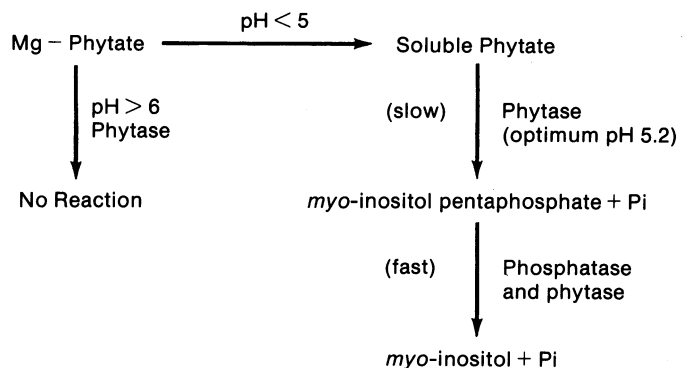 pH < 5
Mg – Phytate
Soluble Phytate
pH > 6
Phytase
(slow)
Phytase
(optimum pH 5.2)
No Reaction
myo-inositol pentaphosphate + Pi
(fast)
Phosphatase
and phytase
myo-inositol + Pi